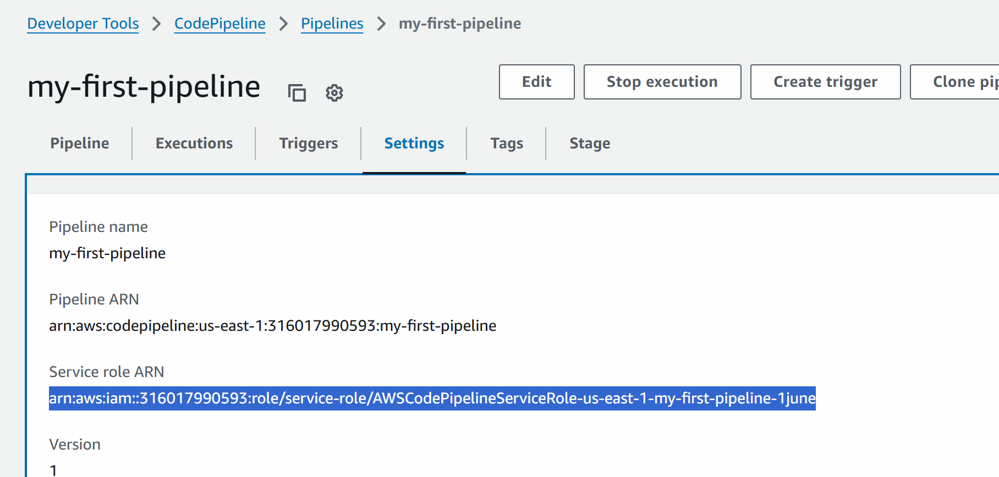 Developer Tools > CodePipeline > Pipelines > my-first-pipeline
my-first-pipeline
Edit
Stop execution
Create trigger
Clone
Pipeline
Executions
Triggers
Settings
Tags
Stage
Pipeline name
my-first-pipeline
Pipeline ARN
arn:aws:codepipeline:us-east-1:316017990593:my-first-pipeline
Service role ARN
arn:aws:iam::316017990593:role/service-role/AWSCodePipelineServiceRole-us-east-1-my-first-pipeline-1june
Version
1